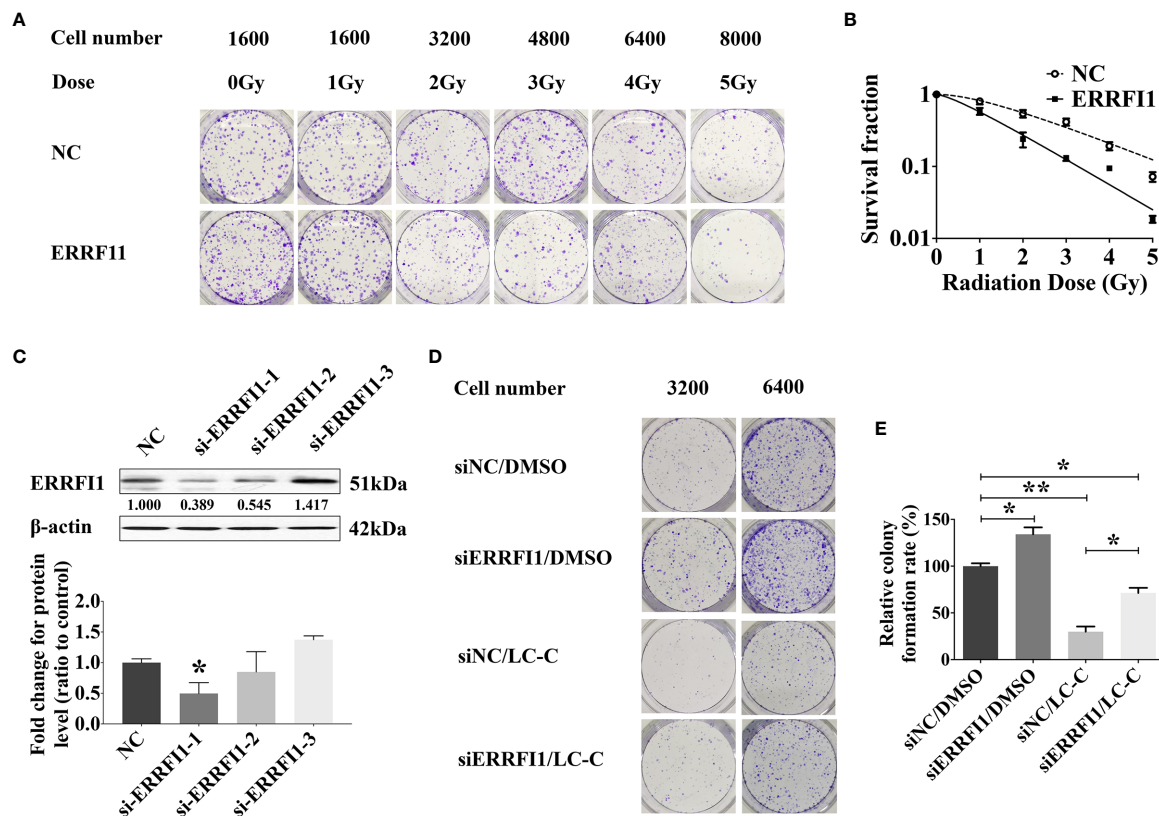 A
Cell number 1600 1600 3200 4800 6400 8000
Dose 0Gy 1Gy 2Gy 3Gy 4Gy 5Gy
NC
ERRF11
B
NC
ERRFI1
Survival fraction
1
0.1
0.01
0 1 2 3 4 5
Radiation Dose (Gy)
C
NC si-ERRFI1-1 si-ERRFI1-2 si-ERRFI1-3
ERRFI1 51kDa
1.000 0.389 0.545 1.417
β-actin 42kDa
Fold change for protein
level (ratio to control)
2.0
1.5
1.0
0.5
0.0
*
NC si-ERRFI1-1 si-ERRFI1-2 si-ERRFI1-3
D
Cell number 3200 6400
siNC/DMSO
siERRFI1/DMSO
siNC/LC-C
siERRFI1/LC-C
E
Relative colony
formation rate (%)
150
100
50
0
*
**
*
*
siNC/DMSO siERRFI1/DMSO siNC/LC-C siERRFI1/LC-C